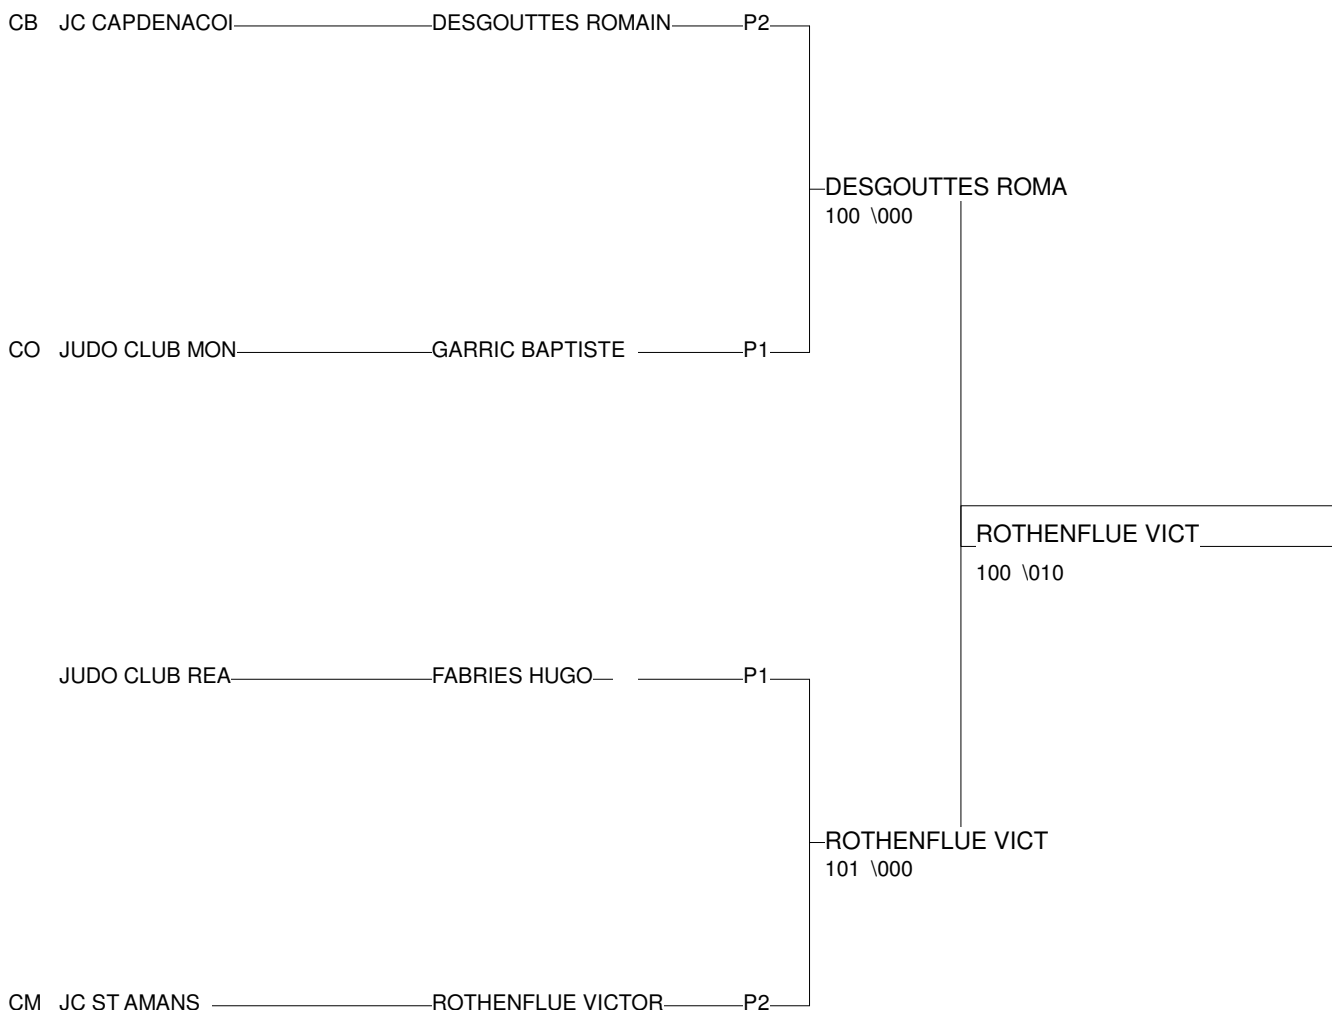 CB JC CAPDENACOI DESGOUTTES ROMAIN P2
DESGOUTTES ROMA
100 \000
CO JUDO CLUB MON GARRIC BAPTISTE P1
ROTHENFLUE VICT
100 \010
JUDO CLUB REA FABRIES HUGO P1
ROTHENFLUE VICT
101 \000
CM JC ST AMANS ROTHENFLUE VICTOR P2